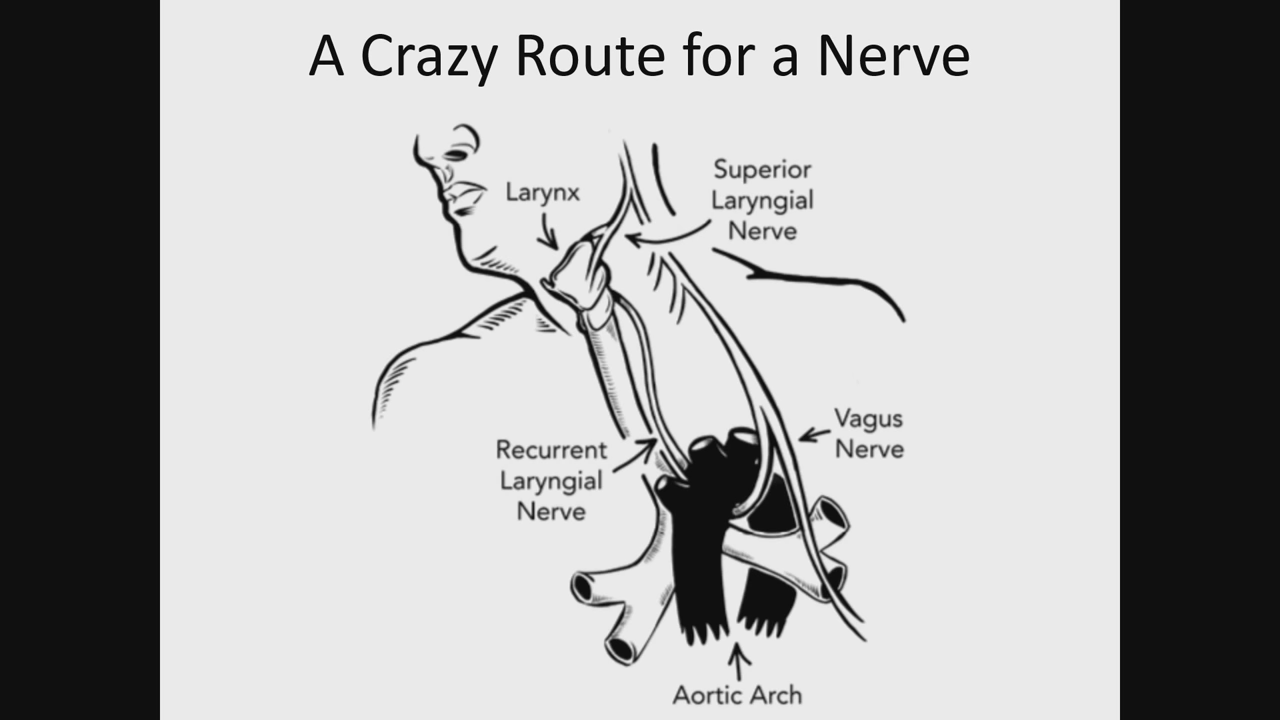 A Crazy Route for a Nerve
Larynx
Superior
Laryngial
Nerve
Recurrent
Laryngial
Nerve
Vagus
Nerve
Aortic Arch